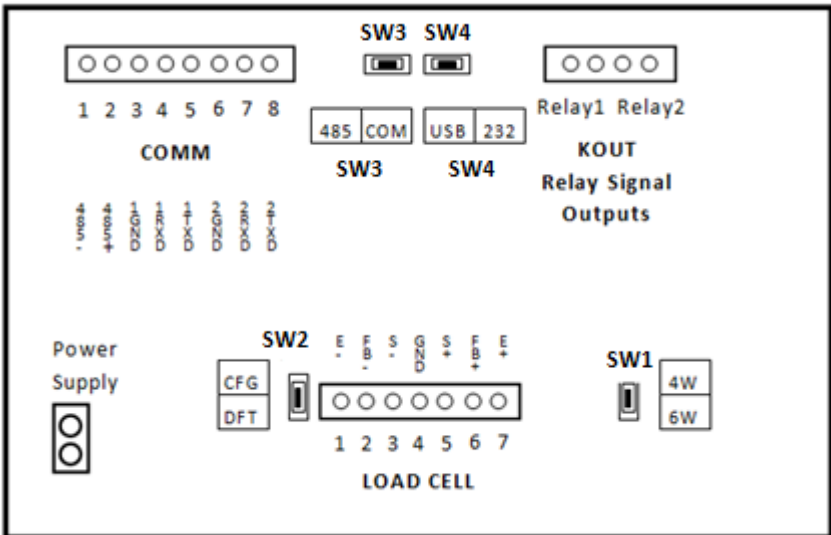 SW3 SW4
1 2 3 4 5 6 7 8
COMM
485 COM
SW3
USB 232
SW4
Relay1 Relay2
KOUT
Relay Signal
Outputs
485-
485+
1GND
1RXD
1TXD
2GND
2RXD
2TXD
Power
Supply
SW2
CFG
DFT
E-
FB-
S-
GND
S+
FB+
E+
1 2 3 4 5 6 7
LOAD CELL
SW1
4W
6W